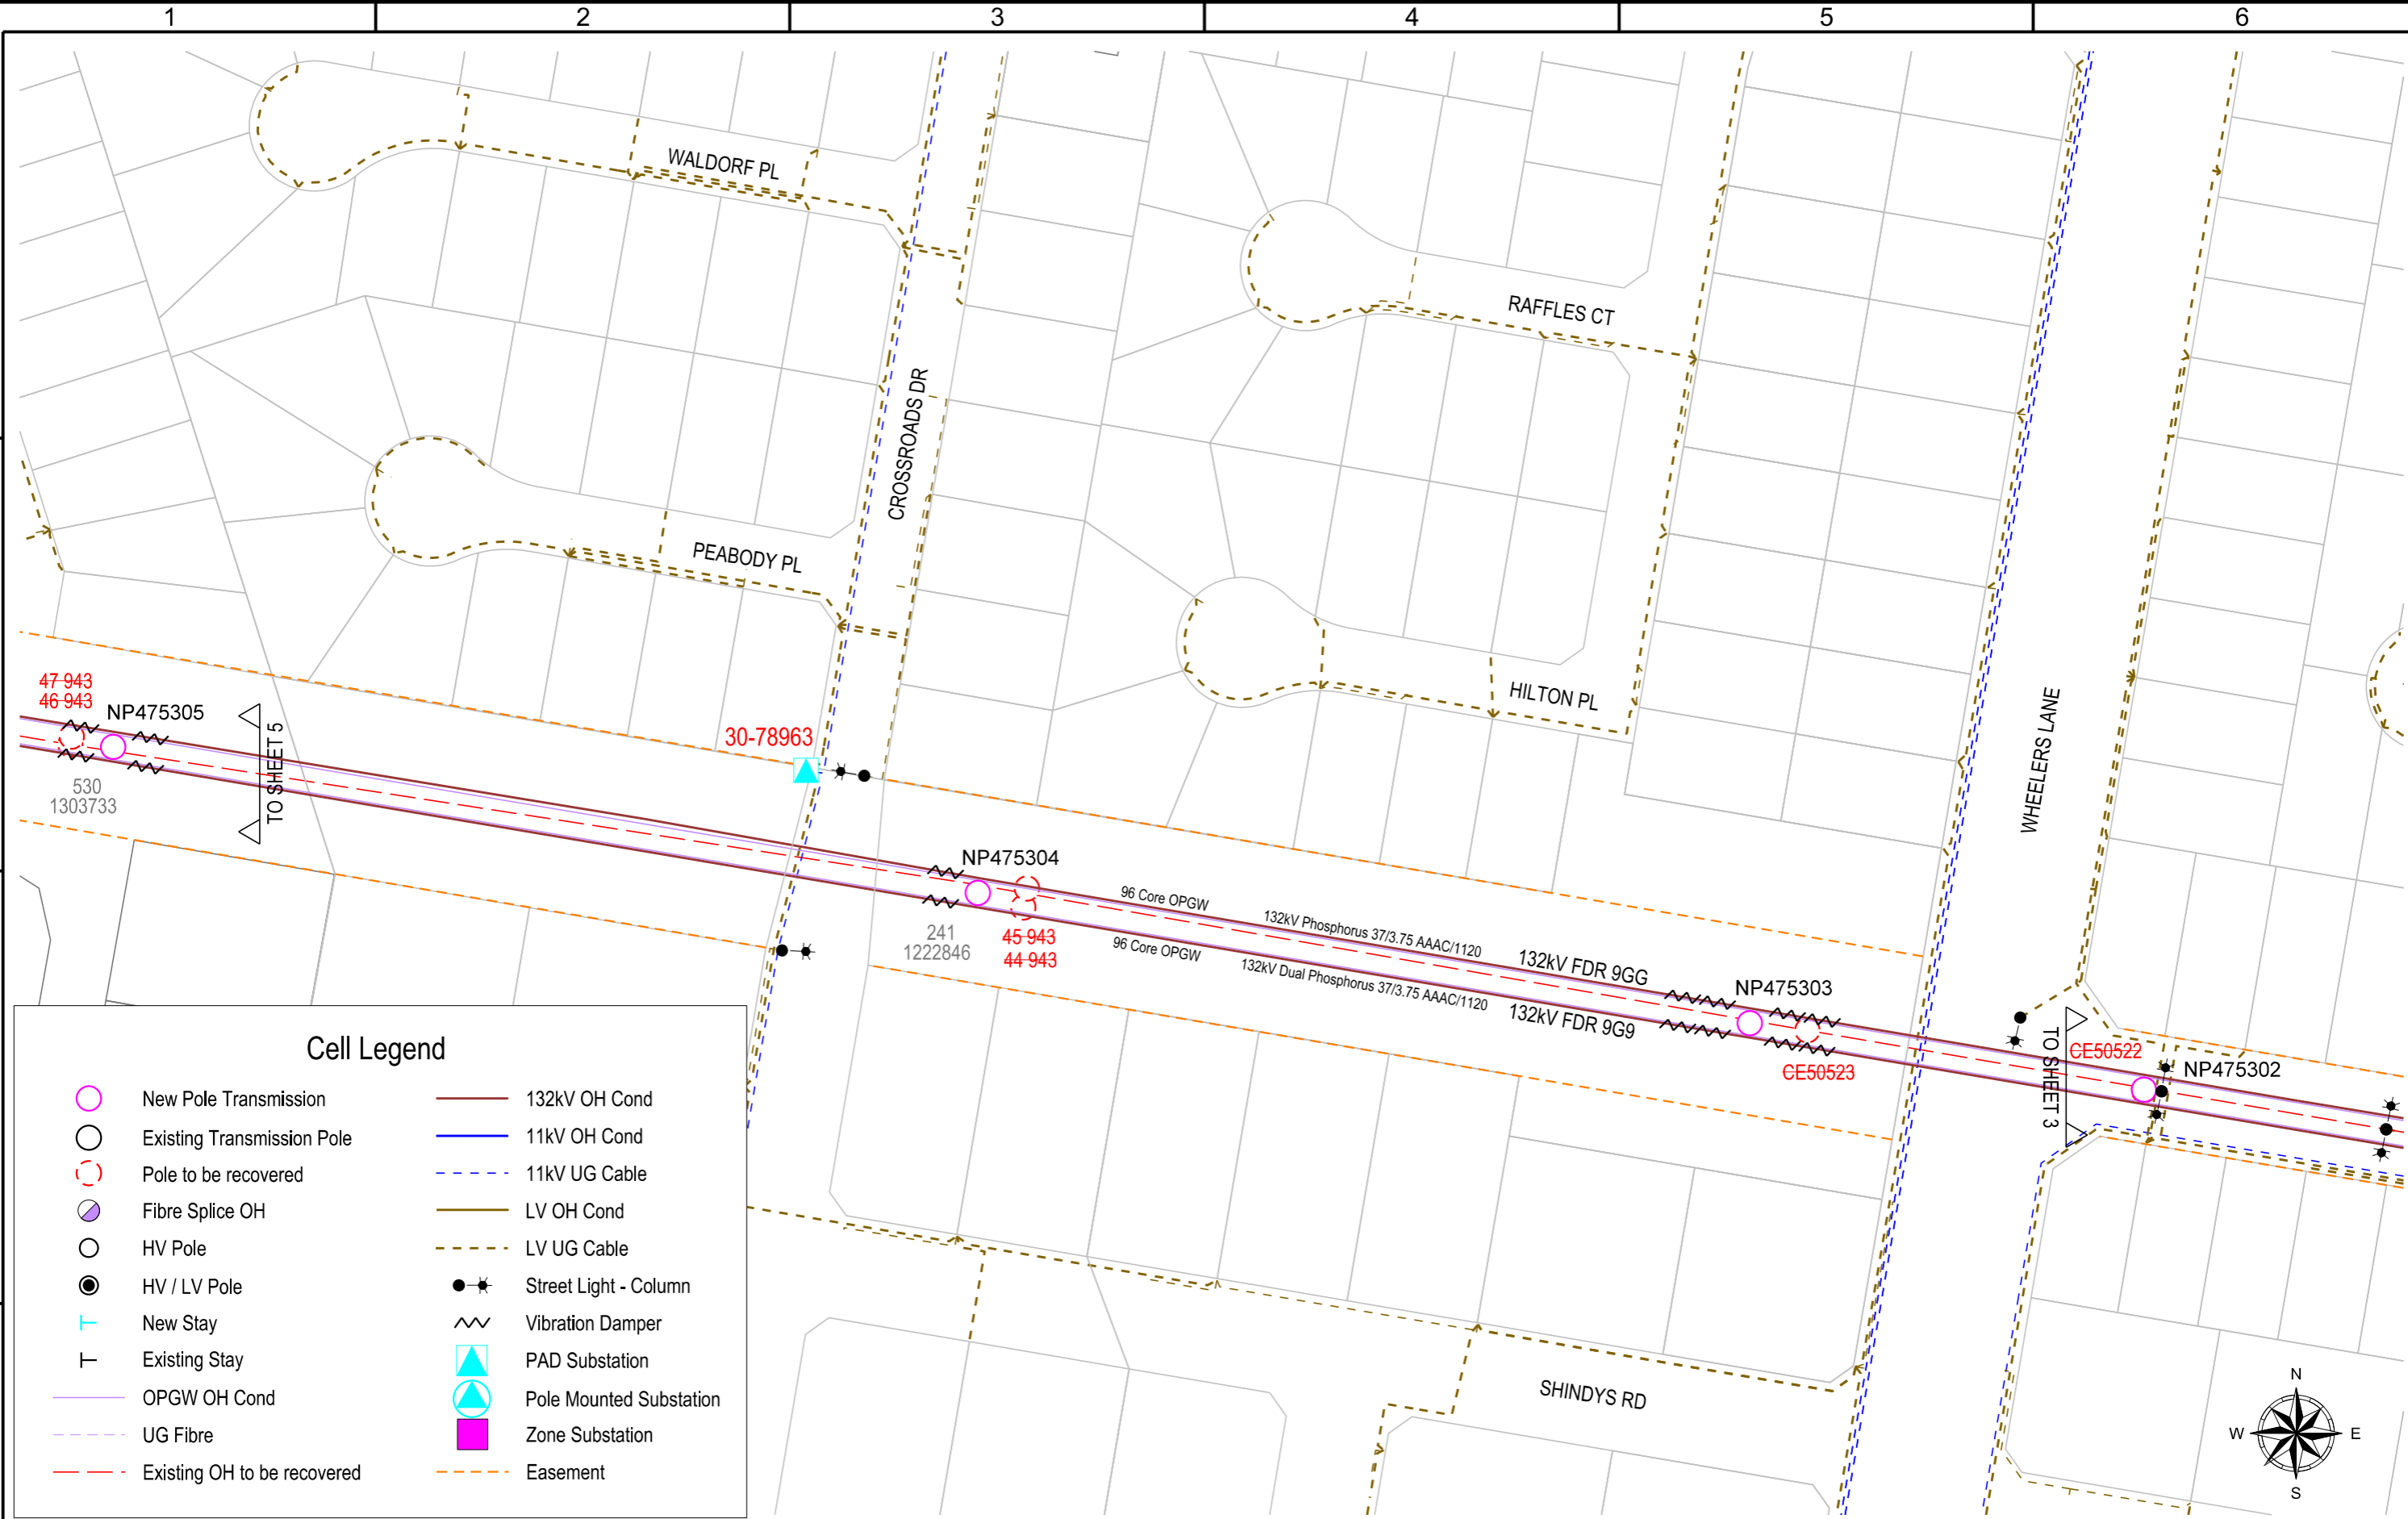 1
2
3
4
5
6
WALDORF PL
RAFFLES CT
CROSSROADS DR
PEABODY PL
HILTON PL
WHEELERS LANE
47 943
46 943
NP475305
530
1303733
TO SHEET 5
30-78963
NP475304
241
1222846
45 943
44 943
96 Core OPGW
132kV Phosphorus 37/3.75 AAAC/1120
132kV FDR 9GG
96 Core OPGW
132kV Dual Phosphorus 37/3.75 AAAC/1120
132kV FDR 9G9
NP475303
CE50523
TO SHEET 3
CE50522
NP475302
SHINDYS RD
Cell Legend
New Pole Transmission
Existing Transmission Pole
Pole to be recovered
Fibre Splice OH
HV Pole
HV / LV Pole
New Stay
Existing Stay
OPGW OH Cond
UG Fibre
Existing OH to be recovered
132kV OH Cond
11kV OH Cond
11kV UG Cable
LV OH Cond
LV UG Cable
Street Light - Column
Vibration Damper
PAD Substation
Pole Mounted Substation
Zone Substation
Easement
N
W
E
S